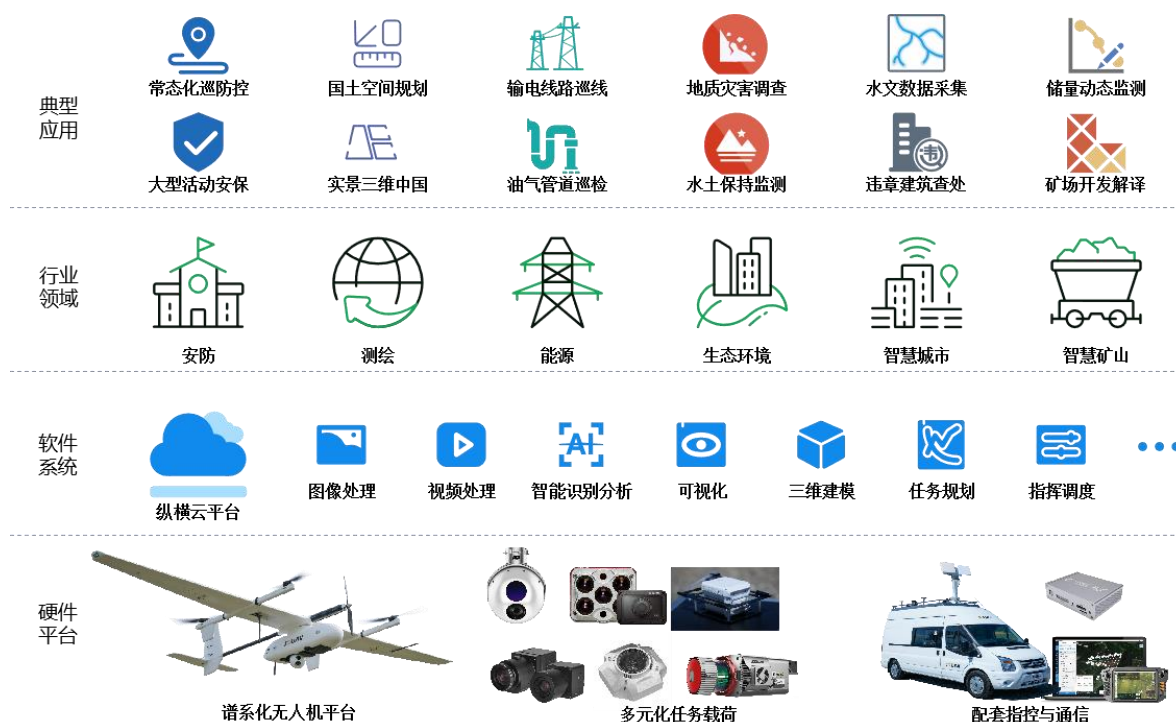 典型
应用
常态化巡防控
国土空间规划
输电线路巡线
地质灾害调查
水文数据采集
储量动态监测
大型活动安保
实景三维中国
油气管道巡检
水土保持监测
违
违章建筑查处
矿场开发解译
行业
领域
安防
测绘
能源
生态环境
智慧城市
智慧矿山
软件
系统
AI
纵横云平台
图像处理
视频处理
智能识别分析
可视化
三维建模
任务规划
指挥调度
硬件
平台
谱系化无人机平台
多元化任务载荷
配套指控与通信